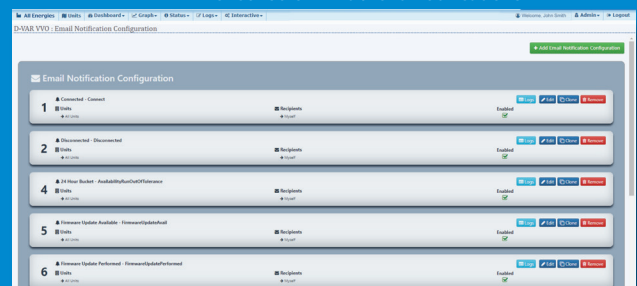 All Energies Units Dashboard Graph Status Logs Interactive Welcome, John Smith Admin Logout
D-VAR VVO : Email Notification Configuration
+ Add Email Notification Configuration
Email Notification Configuration
1 Connected - Connect
Units Recipients Enabled Logs Edit Clone Remove
All Units Myself
2 Disconnected - Disconnected
Units Recipients Enabled Logs Edit Clone Remove
All Units Myself
4 24 Hour Bucket - AvailabilityRunOutOfTolerance
Units Recipients Enabled Logs Edit Clone Remove
All Units Myself
5 Firmware Update Available - FirmwareUpdateAvail
Units Recipients Enabled Logs Edit Clone Remove
All Units Myself
6 Firmware Update Performed - FirmwareUpdatePerformed
Units Recipients Enabled Logs Edit Clone Remove
All Units Myself